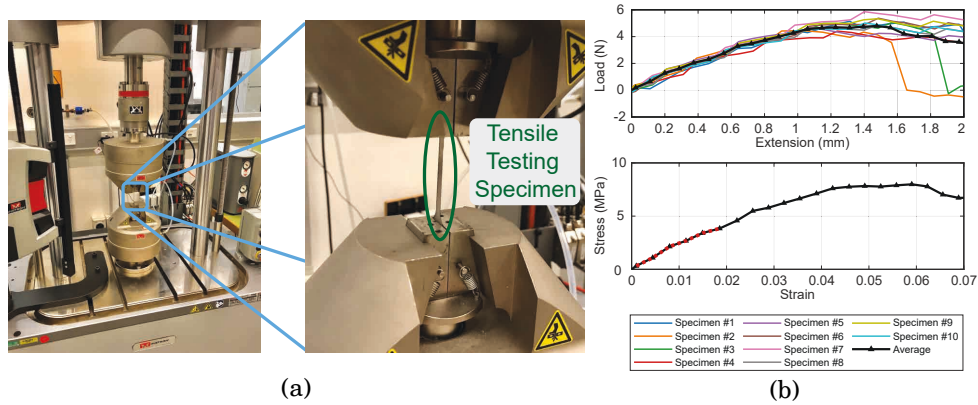 Tensile
Testing
Specimen
(a)
(b)
6
4
2
0
-2
Load (N)
0 0.2 0.4 0.6 0.8 1 1.2 1.4 1.6 1.8 2
Extension (mm)
10
5
0
Stress (MPa)
0 0.01 0.02 0.03 0.04 0.05 0.06 0.07
Strain
Specimen #1 Specimen #5 Specimen #9
Specimen #2 Specimen #6 Specimen #10
Specimen #3 Specimen #7 Average
Specimen #4 Specimen #8